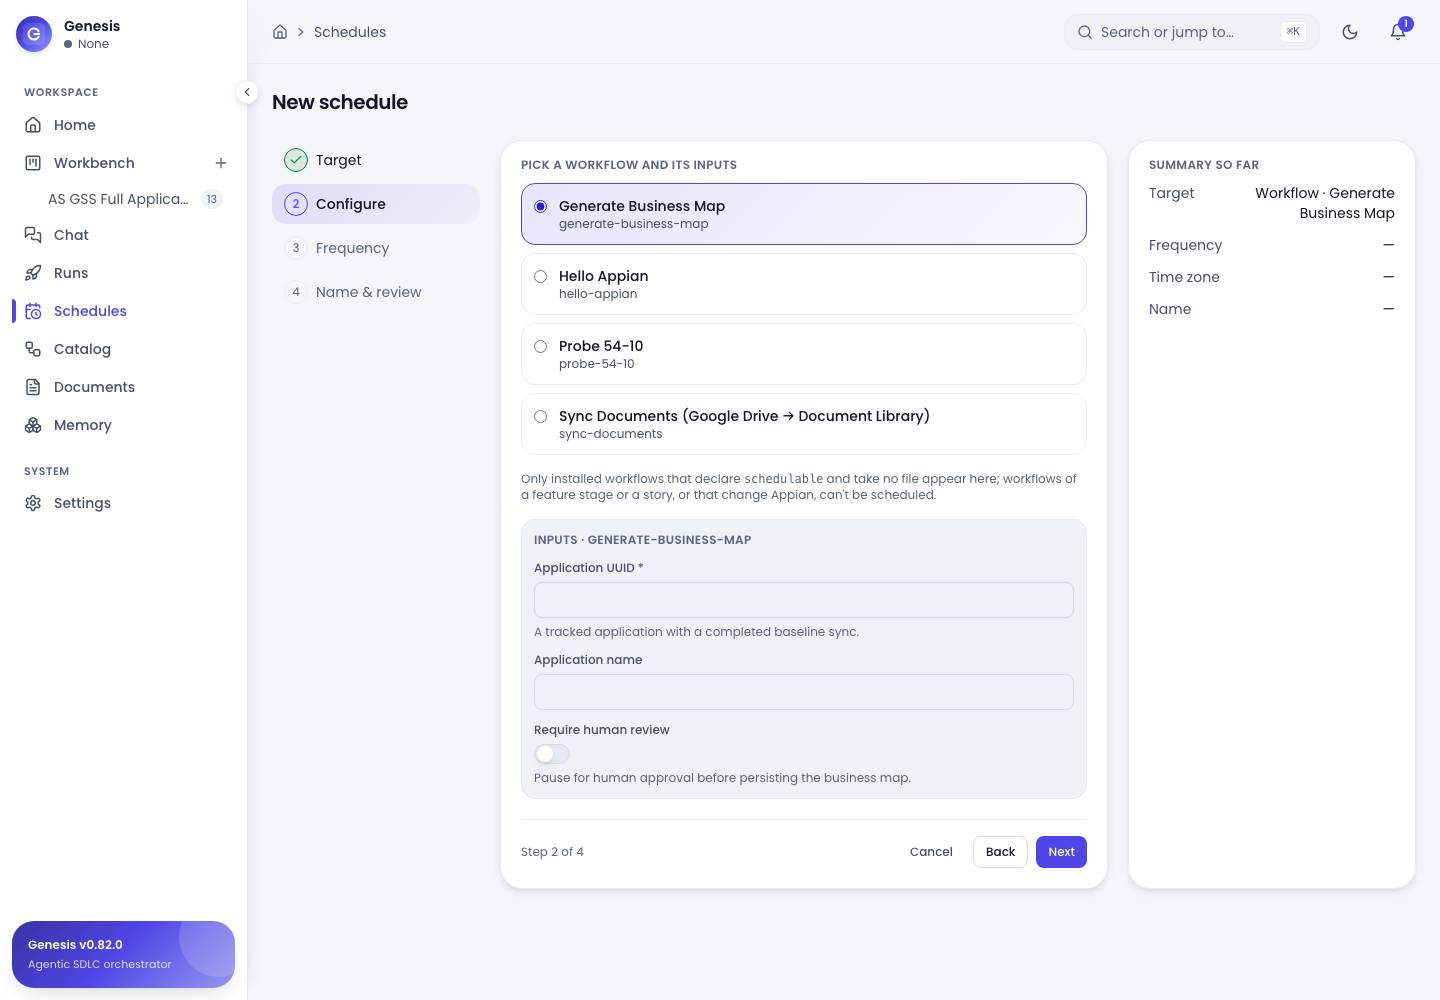 Genesis
None
WORKSPACE
Home
Workbench
AS GSS Full Applica... 13
Chat
Runs
Schedules
Catalog
Documents
Memory
SYSTEM
Settings
Genesis v0.82.0
Agentic SDLC orchestrator
Schedules
Search or jump to... ⌘K
1
New schedule
Target
2 Configure
3 Frequency
4 Name & review
PICK A WORKFLOW AND ITS INPUTS
Generate Business Map
generate-business-map
Hello Appian
hello-appian
Probe 54-10
probe-54-10
Sync Documents (Google Drive → Document Library)
sync-documents
Only installed workflows that declare schedulable and take no file appear here; workflows of
a feature stage or a story, or that change Appian, can't be scheduled.
INPUTS · GENERATE-BUSINESS-MAP
Application UUID *
A tracked application with a completed baseline sync.
Application name
Require human review
Pause for human approval before persisting the business map.
Step 2 of 4 Cancel Back Next
SUMMARY SO FAR
Target Workflow · Generate
Business Map
Frequency —
Time zone —
Name —